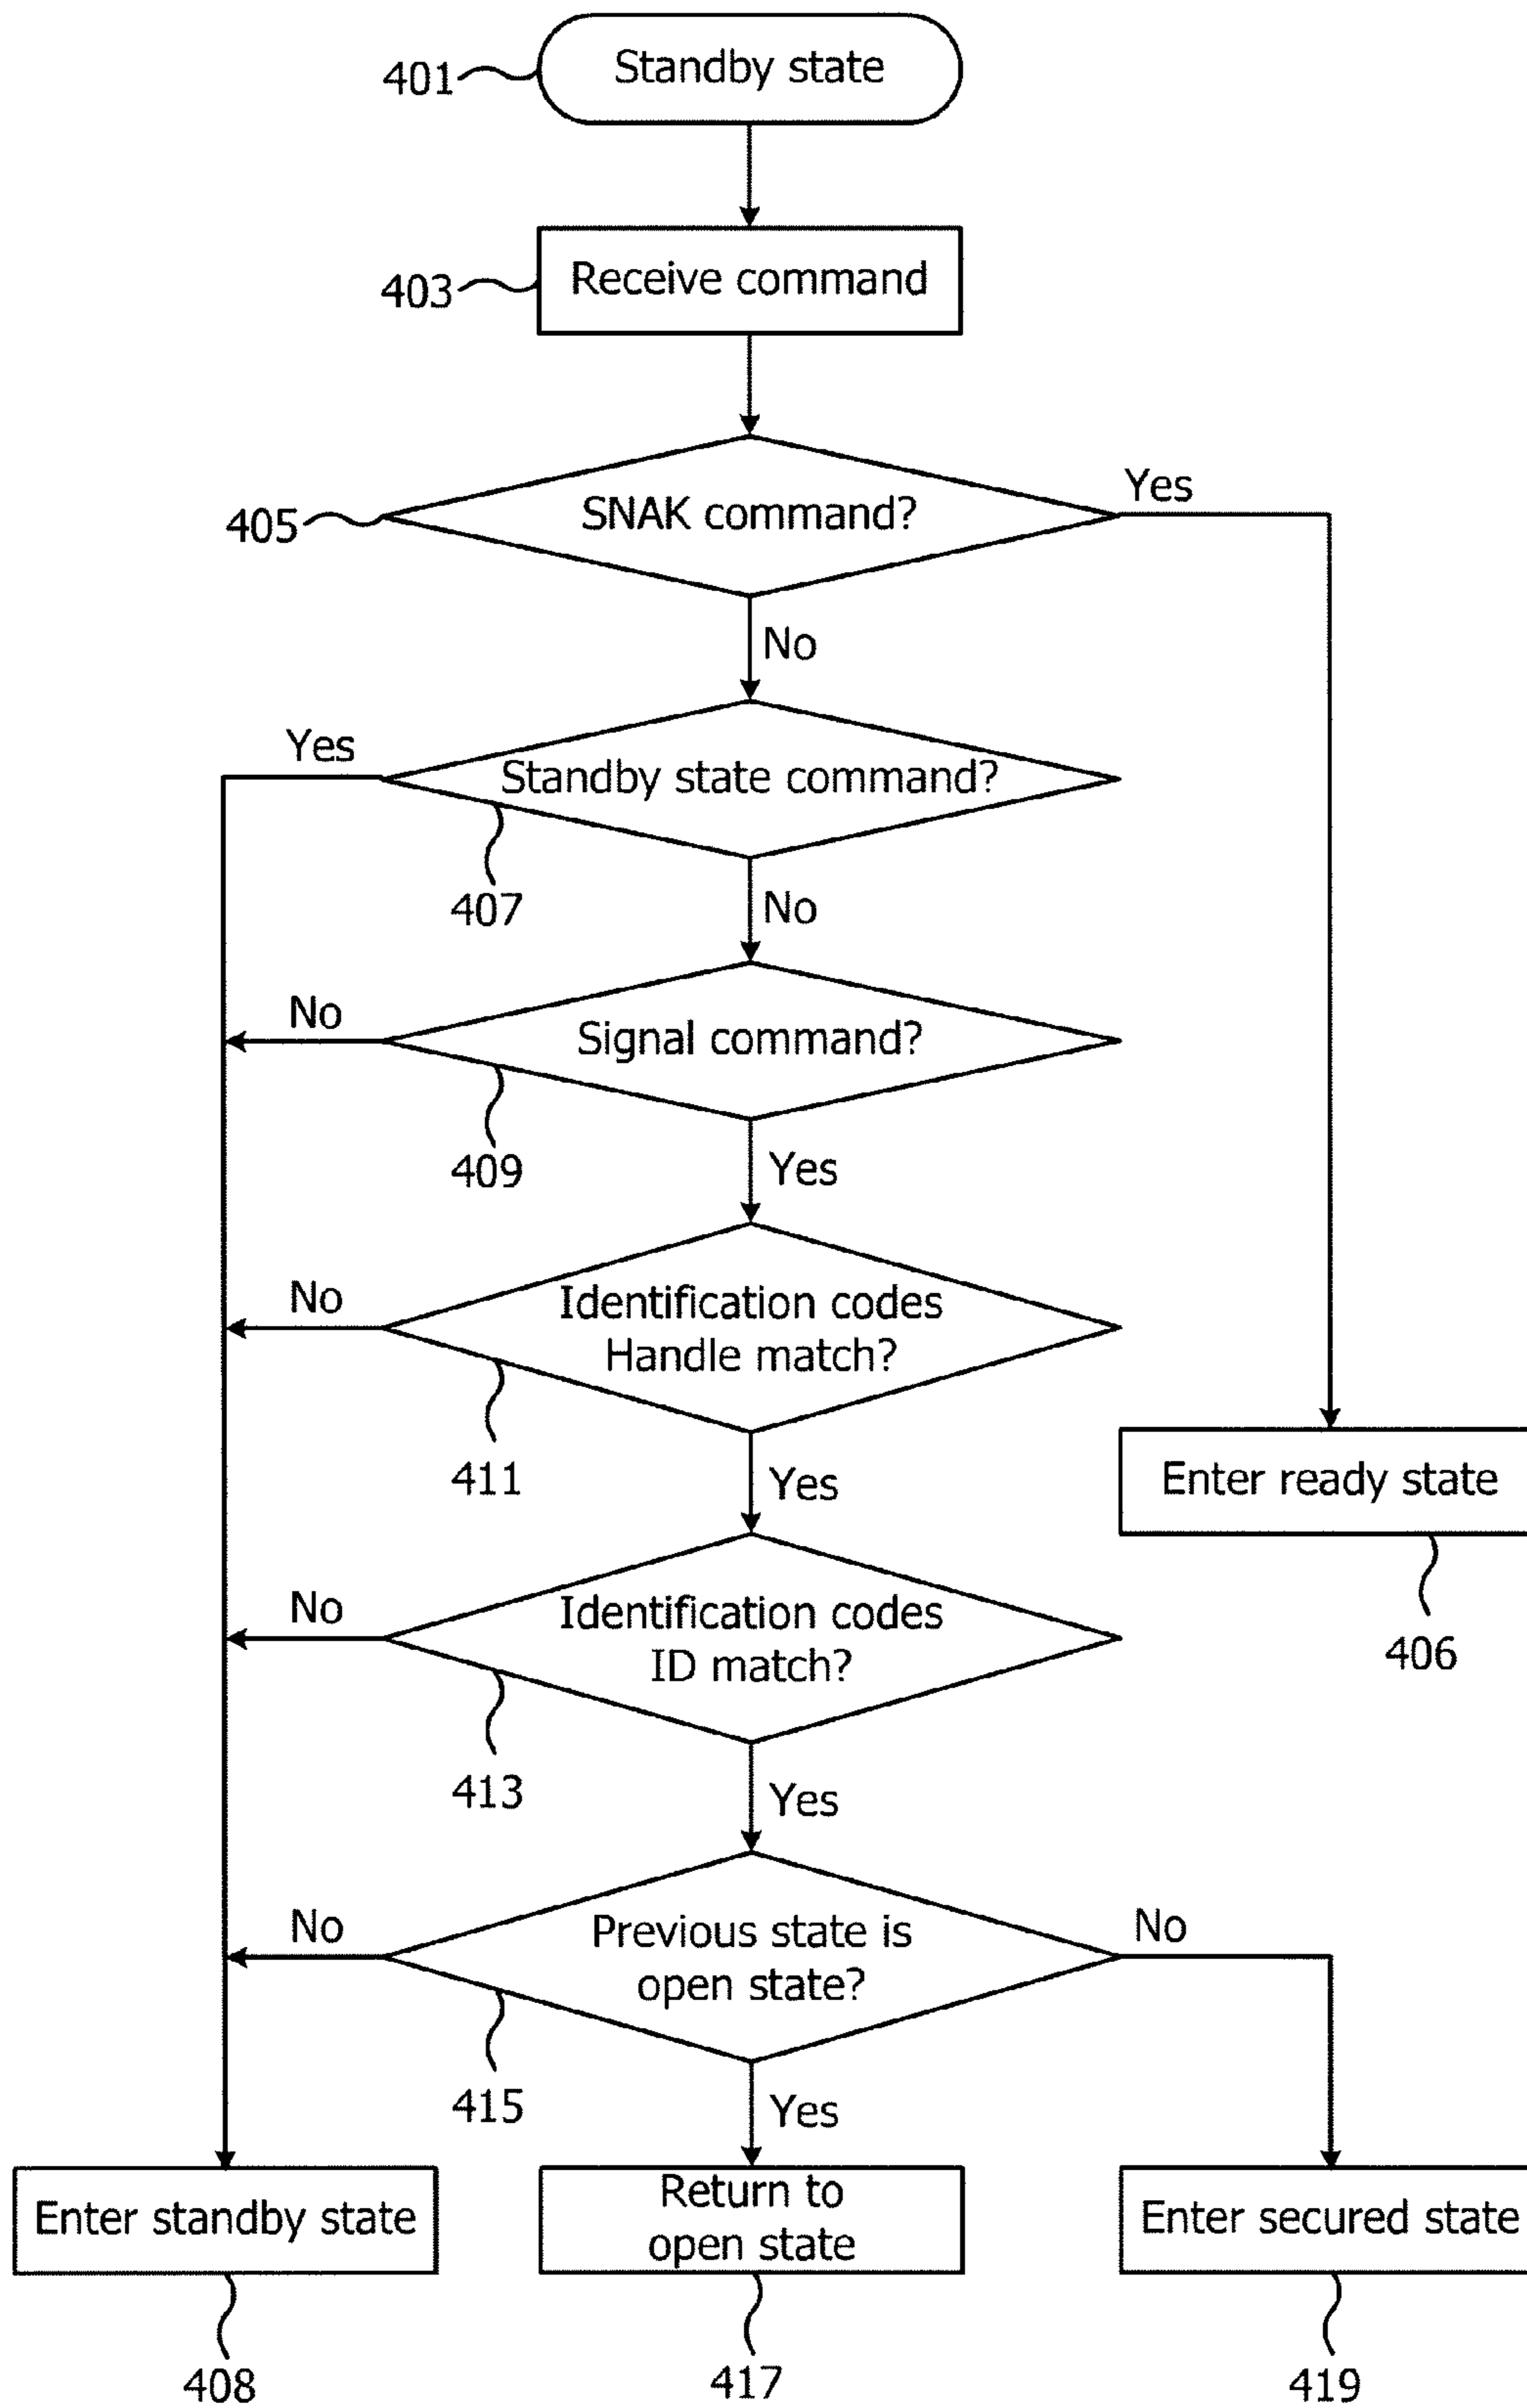 401
Standby state
403
Receive command
405
SNAK command?
Yes
No
Yes
Standby state command?
407
No
No
Signal command?
409
Yes
No
Identification codes
Handle match?
411
Yes
Enter ready state
406
No
Identification codes
ID match?
413
Yes
No
Previous state is
open state?
No
415
Yes
Enter standby state
Return to
open state
Enter secured state
408
417
419